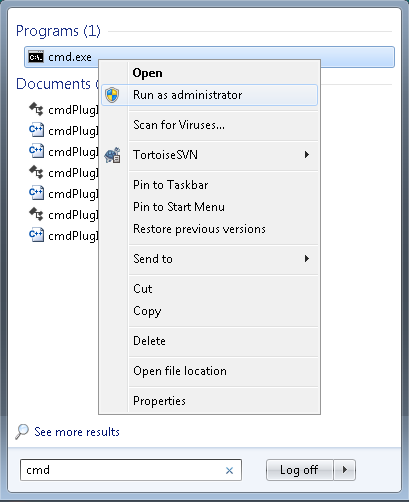 Programs (1)
cmd.exe
Open
Documents (
Run as administrator
cmdPlugI
Scan for Viruses...
cmdPlugI
cmdPlugI
TortoiseSVN
cmdPlugI
Pin to Taskbar
cmdPlugI
Pin to Start Menu
cmdPlugI
Restore previous versions
cmdPlugI
Send to
Cut
Copy
Delete
Open file location
Properties
See more results
cmd
Log off